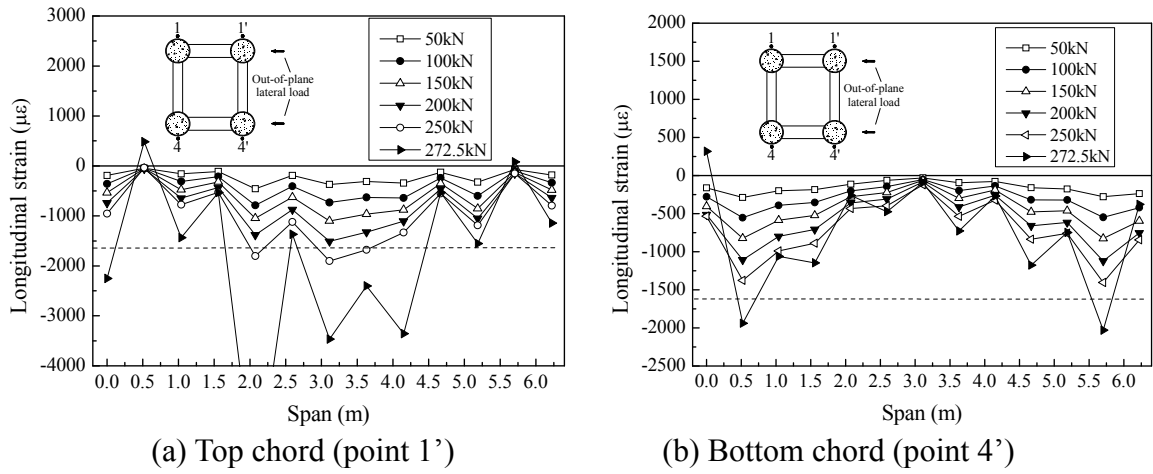 3000
2000
1000
0
-1000
-2000
-3000
-4000
Longitudinal strain (με)
1 1'
Out-of-plane
lateral load
4 4'
50kN
100kN
150kN
200kN
250kN
272.5kN
0.0 0.5 1.0 1.5 2.0 2.5 3.0 3.5 4.0 4.5 5.0 5.5 6.0
Span (m)
(a) Top chord (point 1’)
2000
1500
1000
500
0
-500
-1000
-1500
-2000
-2500
Longitudinal strain (με)
1 1'
Out-of-plane
lateral load
4 4'
50kN
100kN
150kN
200kN
250kN
272.5kN
0.0 0.5 1.0 1.5 2.0 2.5 3.0 3.5 4.0 4.5 5.0 5.5 6.0
Span (m)
(b) Bottom chord (point 4’)